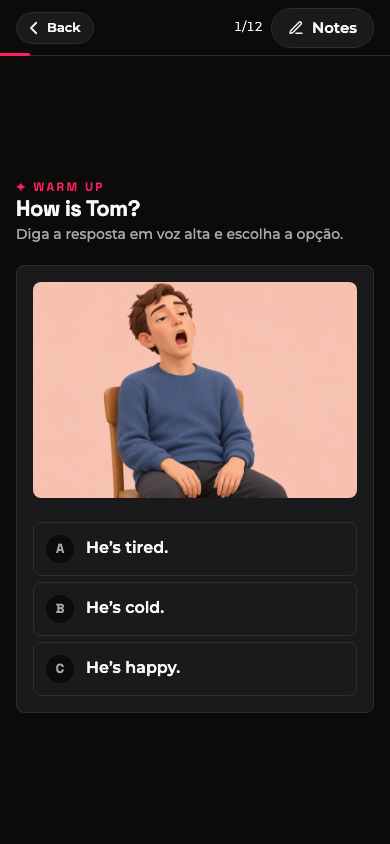 Back
1/12
Notes
WARM UP
How is Tom?
Diga a resposta em voz alta e escolha a opção.
A He's tired.
B He's cold.
C He's happy.